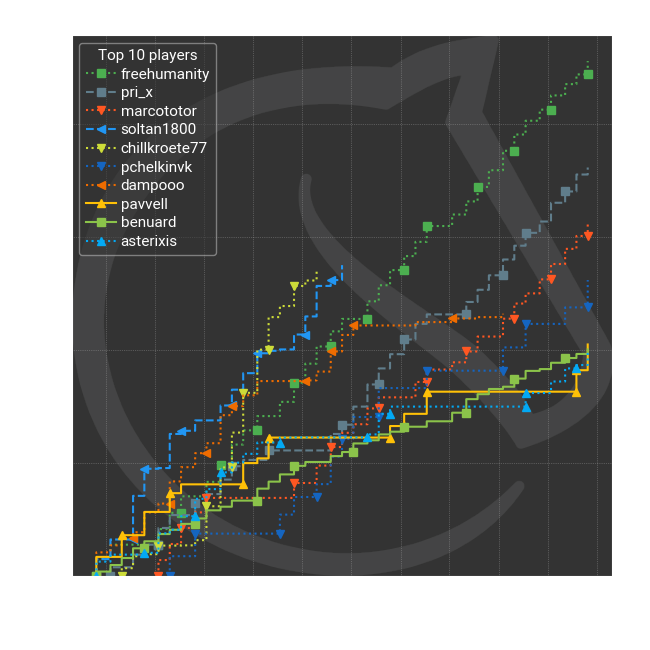 Top 10 players
freehumanity
pri_x
marcototor
soltan1800
chillkroete77
pchelkinvk
dampooo
pavvell
benuard
asterixis